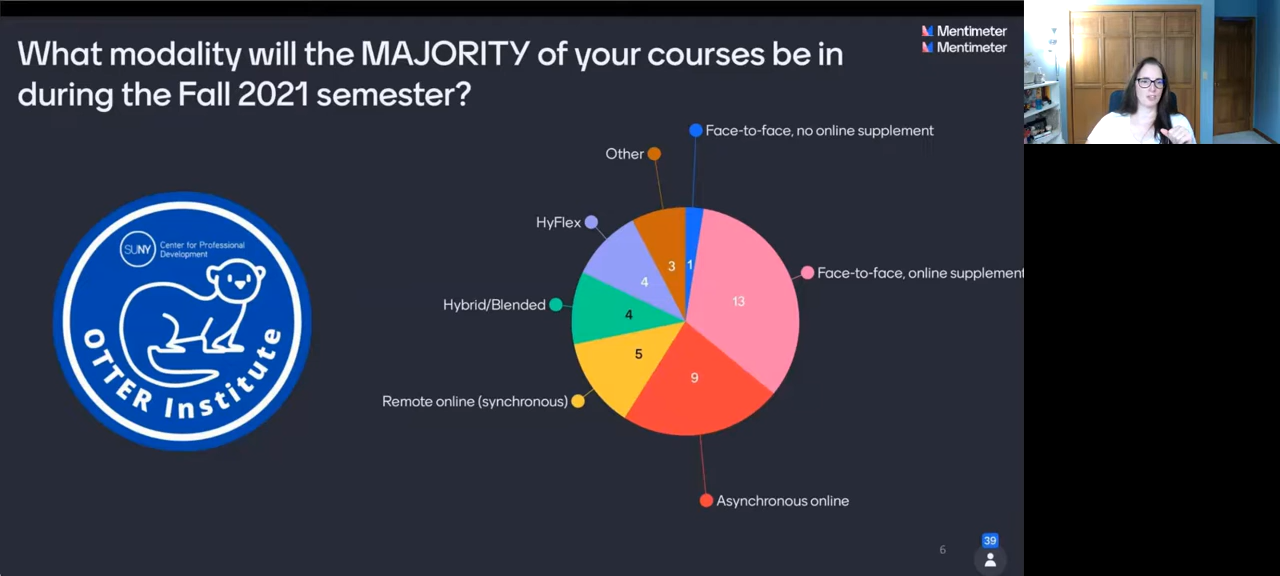 What modality will the MAJORITY of your courses be in
during the Fall 2021 semester?
Mentimeter
Mentimeter
Face-to-face, no online supplement
Other
HyFlex
Face-to-face, online supplement
Hybrid/Blended
Remote online (synchronous)
Asynchronous online
1
3
4
13
4
5
9
SUNY
Center for Professional
Development
OTTER Institute
6
39